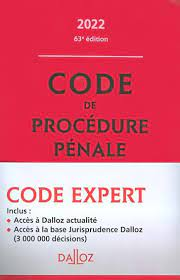 2022
63e édition
CODE
DE
PROCÉDURE
PÉNALE
CODE EXPERT
Inclus :
• Accès à Dalloz actualité
• Accès à la base Jurisprudence Dalloz
(3 000 000 décisions)
DALLOZ